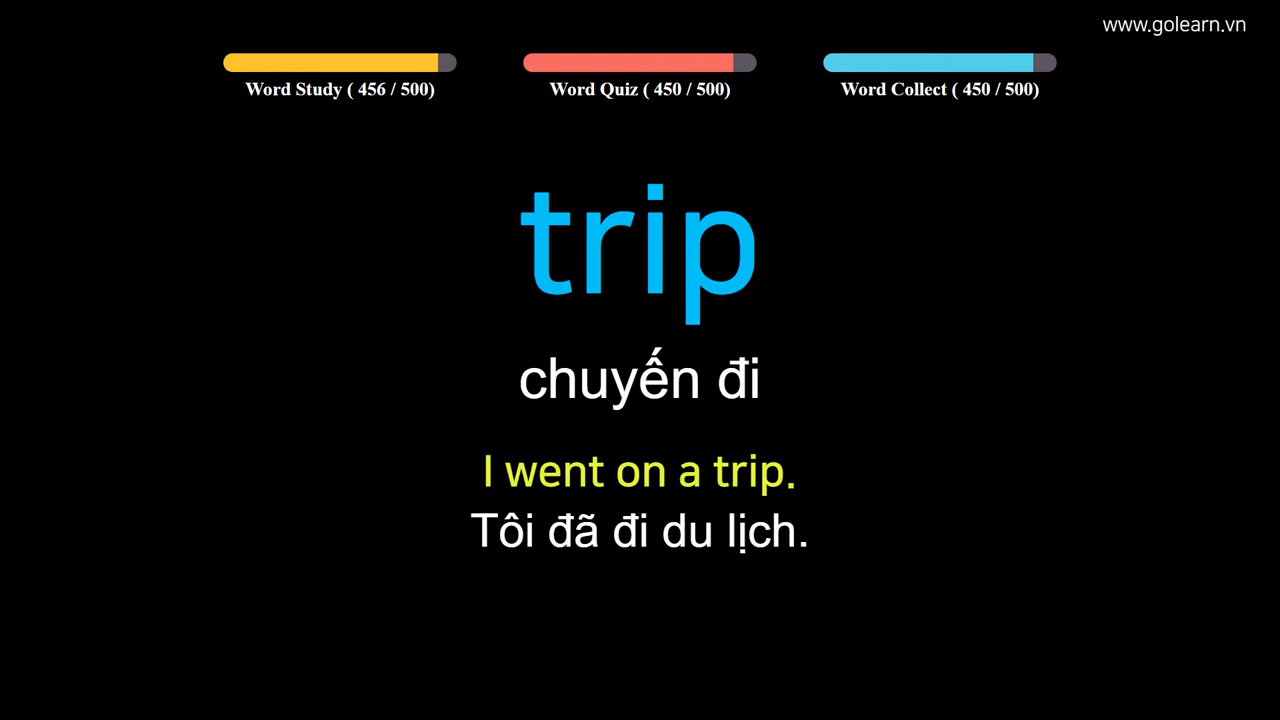 www.golearn.vn
Word Study ( 456 / 500)
Word Quiz ( 450 / 500)
Word Collect ( 450 / 500)
trip
chuyến đi
I went on a trip.
Tôi đã đi du lịch.